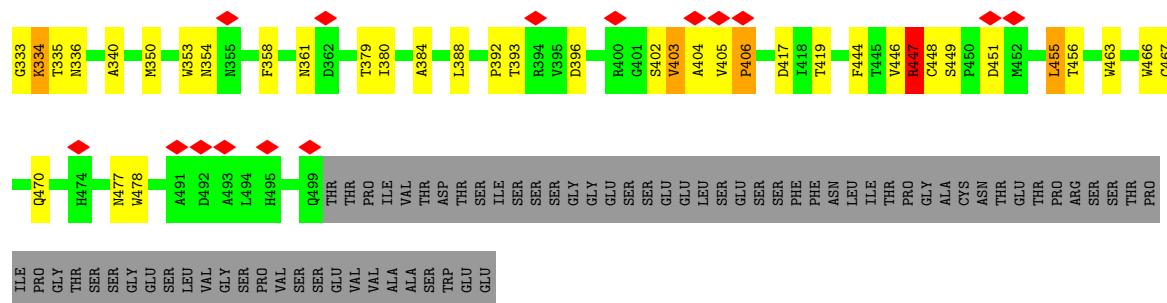 G333 K334 T335 N336 A340 M350 W353 N354 N355 F358 N361 D362 T379 I380 A384 L388 P392 T393 R394 V395 D396 R400 G401 S402 V403 A404 V405 P406 D417 I418 T419 F444 T445 V446 R447 C448 S449 P450 D451 M452 L455 T456 W463 W466 C467
Q470 H474 N477 W478 A491 D492 A493 L494 H495 Q499 THR THR PRO ILE VAL THR ASP THR SER ILE SER SER SER GLY GLY GLU SER SER GLU GLU LEU SER GLU SER SER PHE PHE ASN LEU ILE THR PRO GLY ALA CYS ASN THR GLU THR PRO ARG SER SER THR PRO
ILE PRO GLY THR SER SER GLY GLU SER LEU VAL GLY SER PRO VAL SER SER GLU VAL VAL ALA ALA SER TRP GLU GLU